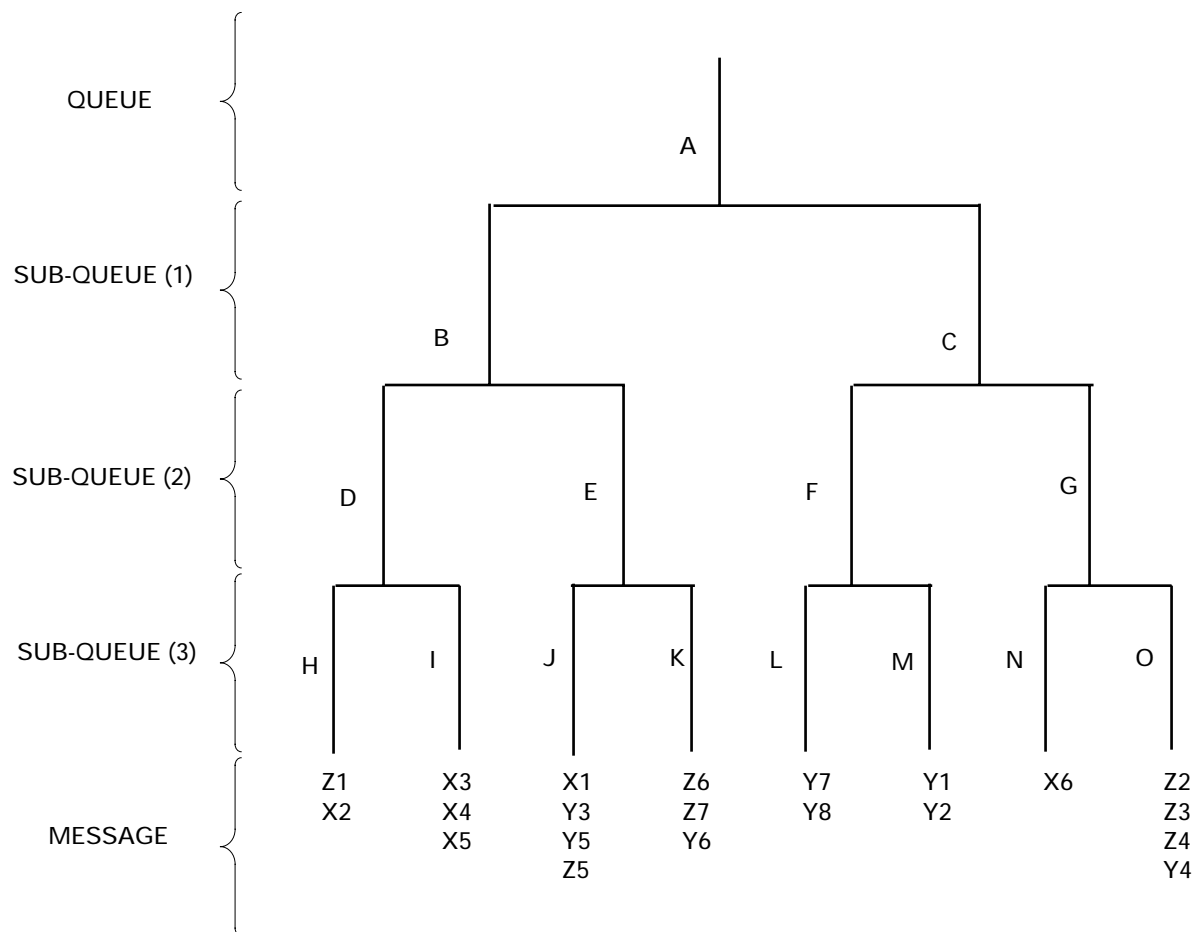 QUEUE
A
SUB-QUEUE (1)
B
C
SUB-QUEUE (2)
D
E
F
G
SUB-QUEUE (3)
H
I
J
K
L
M
N
O
MESSAGE
Z1
X2
X3
X4
X5
X1
Y3
Y5
Z5
Z6
Z7
Y6
Y7
Y8
Y1
Y2
X6
Z2
Z3
Z4
Y4